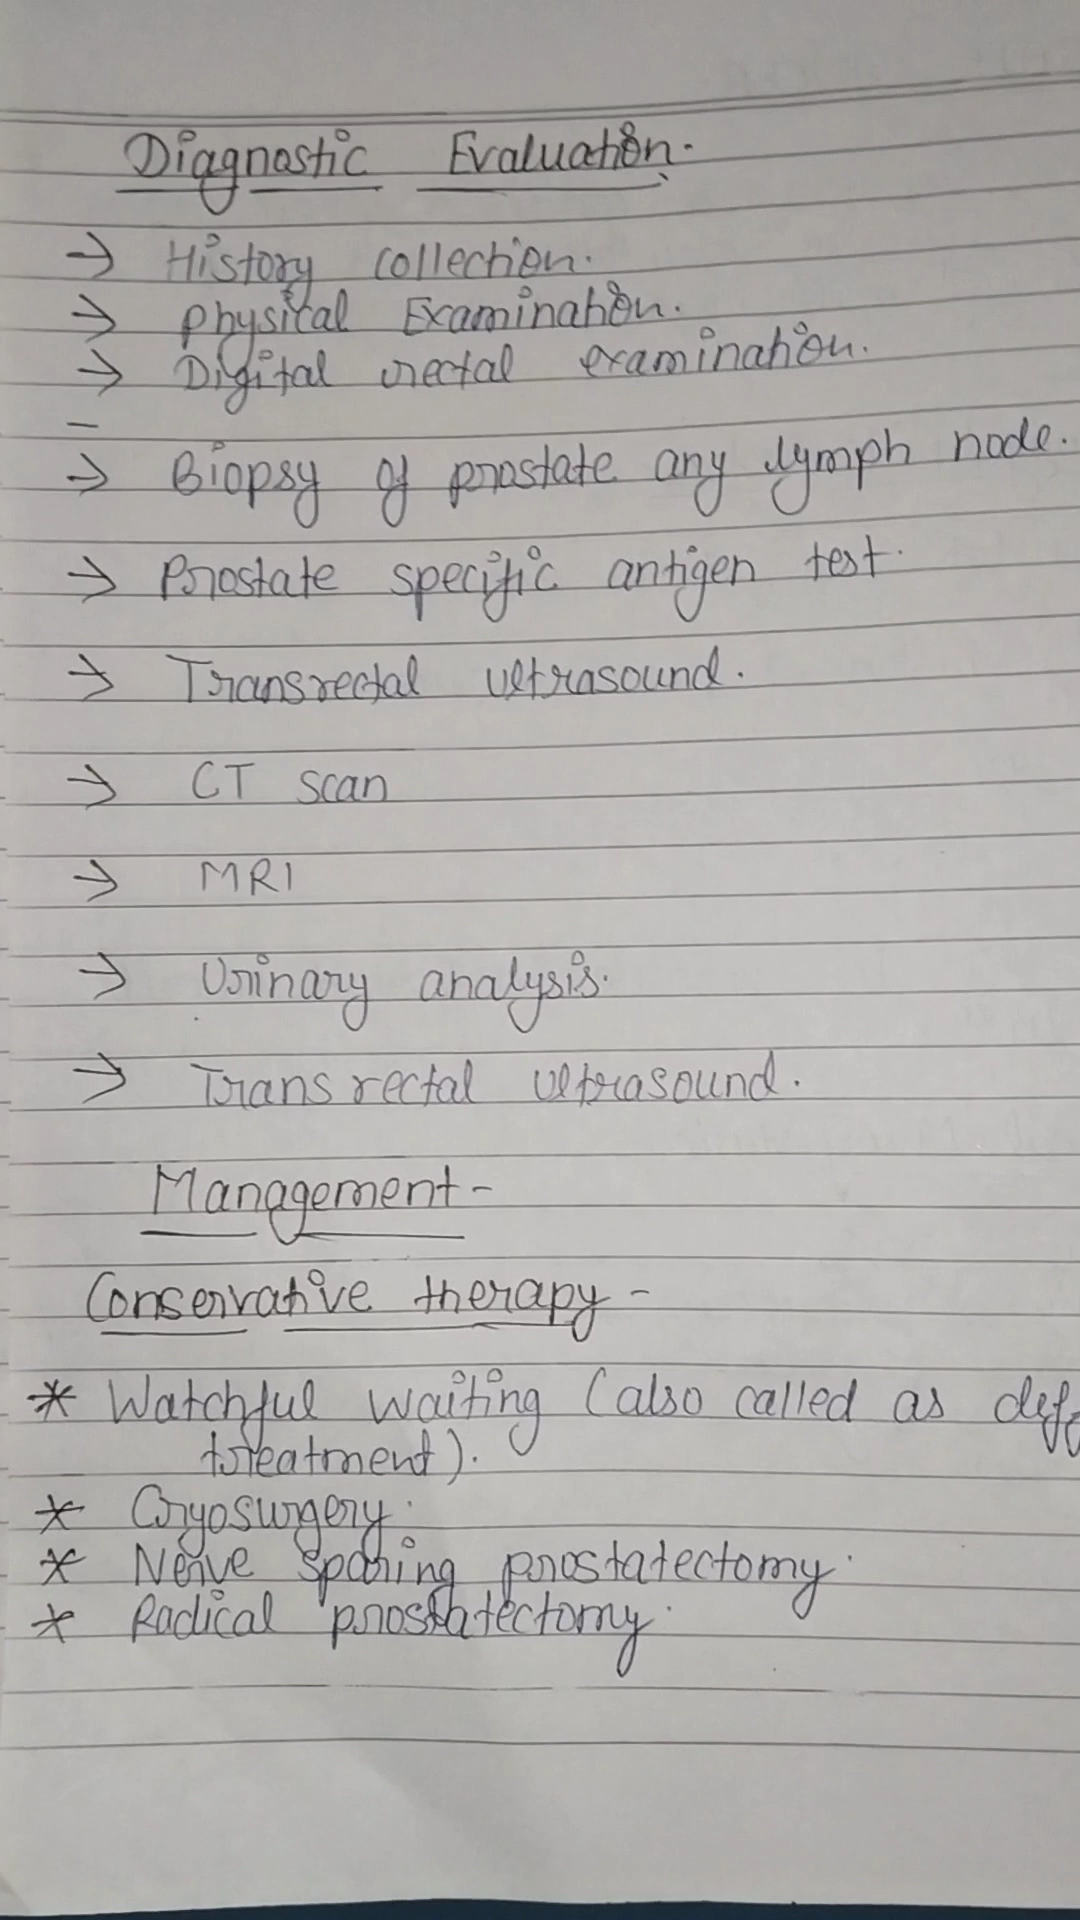 Diagnostic Evaluation.
→ History collection.
→ Physical Examination.
→ Digital rectal examination.
–
→ Biopsy of prostate any lymph node.
→ Prostate specific antigen test.
→ Transrectal ultrasound.
→ CT scan
→ MRI
→ Urinary analysis.
→ Trans rectal ultrasound.
Management -
Conservative therapy -
* Watchful waiting (also called as
treatment).
* Cryosurgery.
* Nerve sparing prostatectomy.
* Radical prostatectomy.